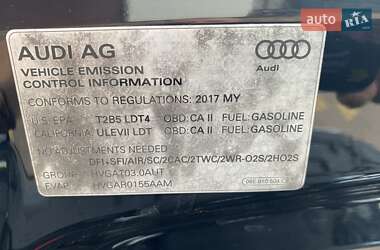 auto RIA
AUDI AG
Audi
VEHICLE EMISSION
CONTROL INFORMATION
CONFORMS TO REGULATIONS: 2017 MY
U.S. EPA: T2B5 LDT4 OBD: CA II FUEL: GASOLINE
CALIFORNIA: ULEVII LDT OBD: CA II FUEL: GASOLINE
NO ADJUSTMENTS NEEDED
DFI+SFI/AIR/SC/2CAC/2TWC/2WR-O2S/2HO2S
GROUP: HVGAT03.0AUT
EVAP: HVGAR0155AAM